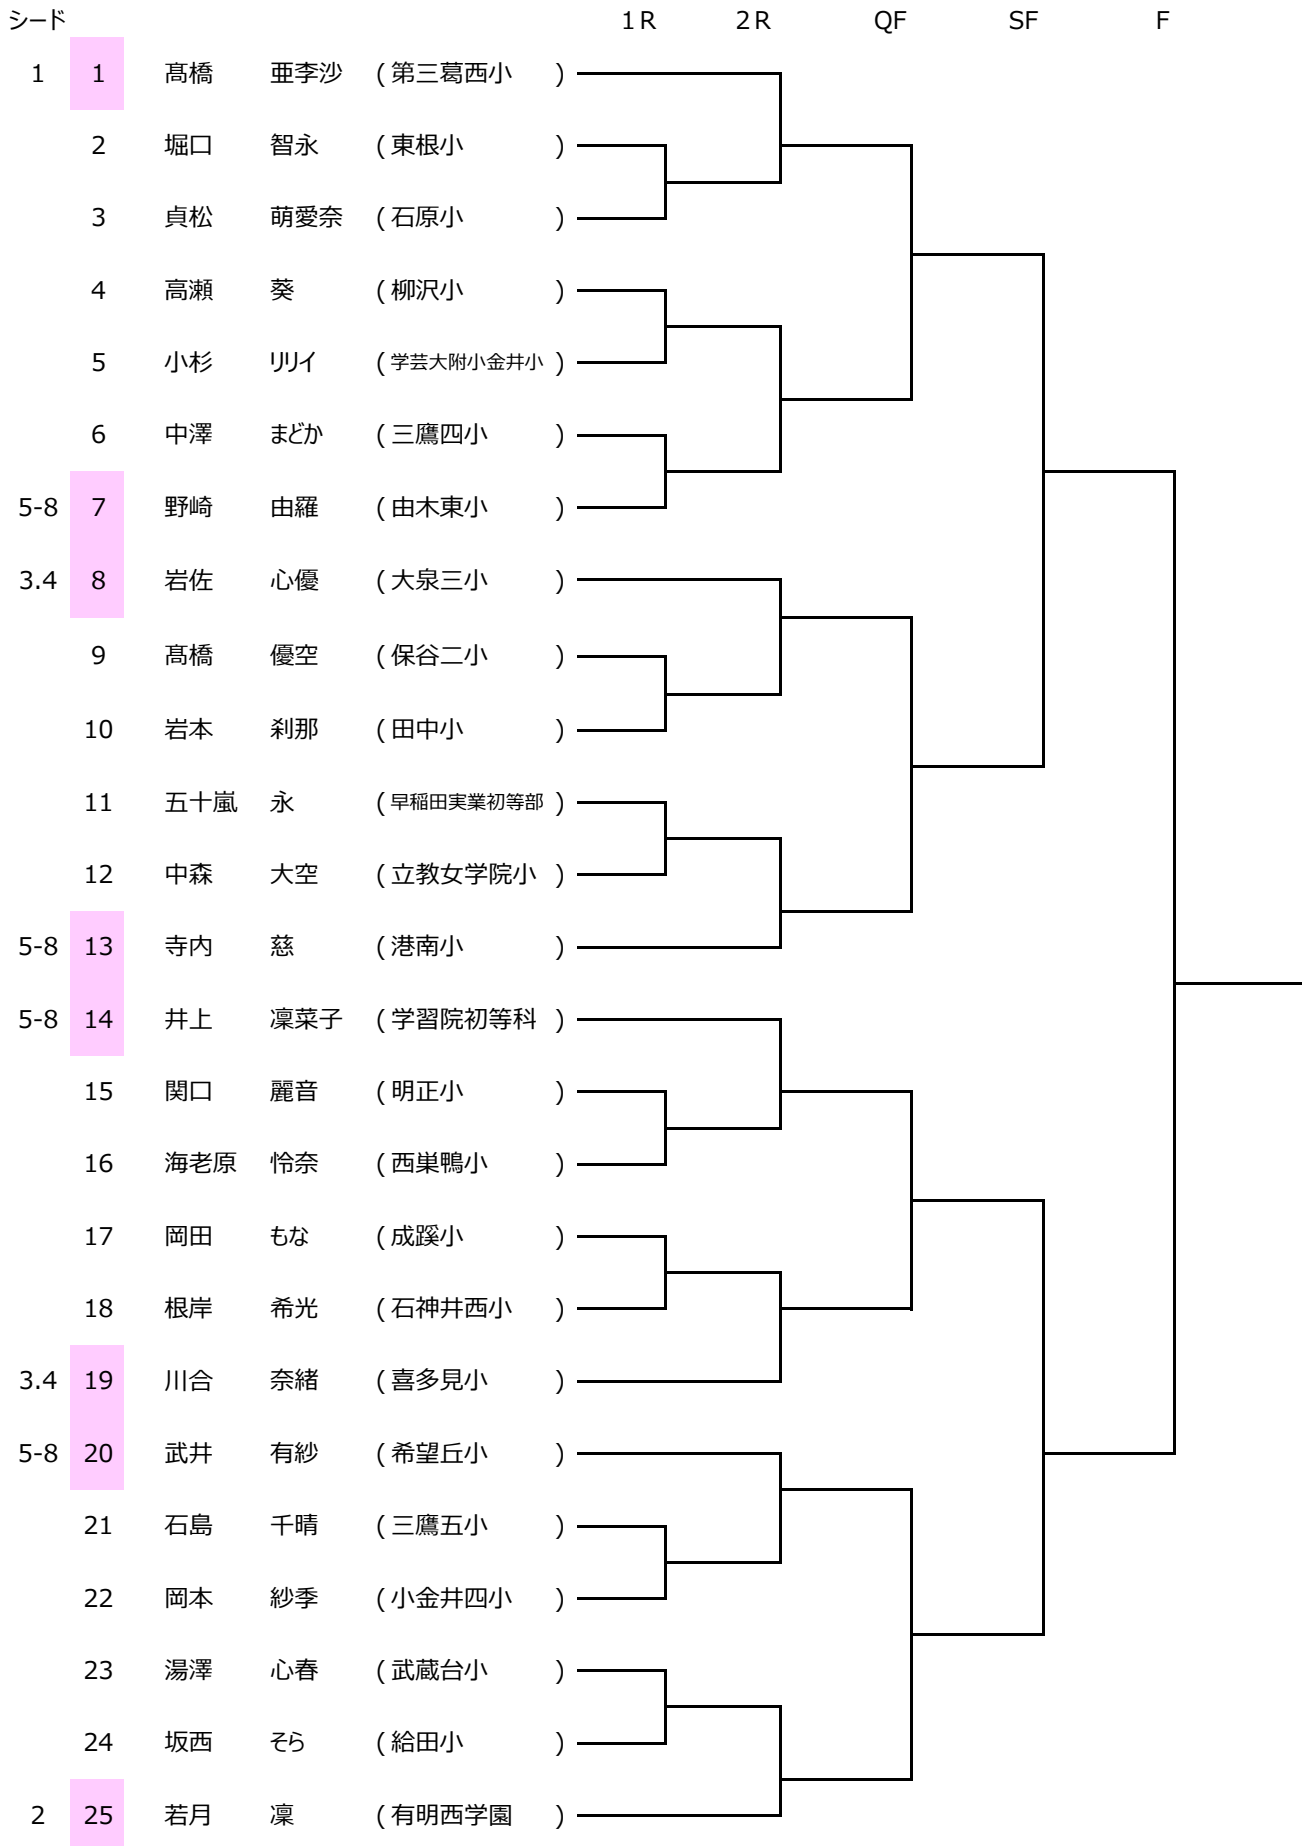 シード 1R 2R QF SF F
1 1 髙橋 亜李沙 ( 第三葛西小 )
2 堀口 智永 ( 東根小 )
3 貞松 萌愛奈 ( 石原小 )
4 高瀬 葵 ( 柳沢小 )
5 小杉 リリイ ( 学芸大附小金井小 )
6 中澤 まどか ( 三鷹四小 )
5-8 7 野崎 由羅 ( 由木東小 )
3.4 8 岩佐 心優 ( 大泉三小 )
9 髙橋 優空 ( 保谷二小 )
10 岩本 刹那 ( 田中小 )
11 五十嵐 永 ( 早稲田実業初等部 )
12 中森 大空 ( 立教女学院小 )
5-8 13 寺内 慈 ( 港南小 )
5-8 14 井上 凜菜子 ( 学習院初等科 )
15 関口 麗音 ( 明正小 )
16 海老原 怜奈 ( 西巣鴨小 )
17 岡田 もな ( 成蹊小 )
18 根岸 希光 ( 石神井西小 )
3.4 19 川合 奈緒 ( 喜多見小 )
5-8 20 武井 有紗 ( 希望丘小 )
21 石島 千晴 ( 三鷹五小 )
22 岡本 紗季 ( 小金井四小 )
23 湯澤 心春 ( 武蔵台小 )
24 坂西 そら ( 給田小 )
2 25 若月 凜 ( 有明西学園 )